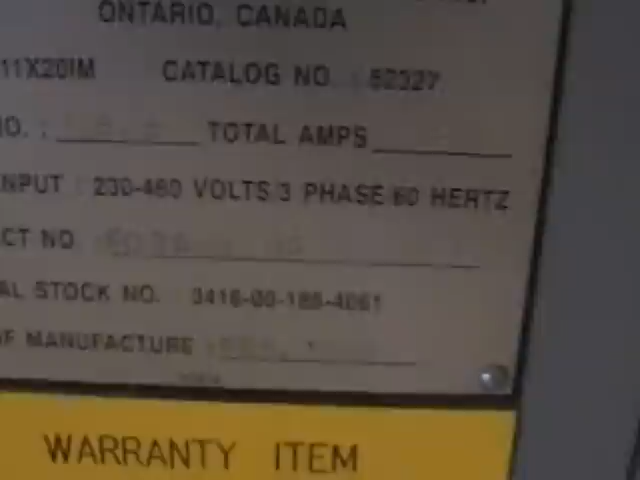 ONTARIO, CANADA
11X20IM CATALOG NO. : 52327
O. : TOTAL AMPS
NPUT : 230-460 VOLTS/3 PHASE/60 HERTZ
CT NO
AL STOCK NO. 3416-00-188-4061
F MANUFACTURE
WARRANTY ITEM